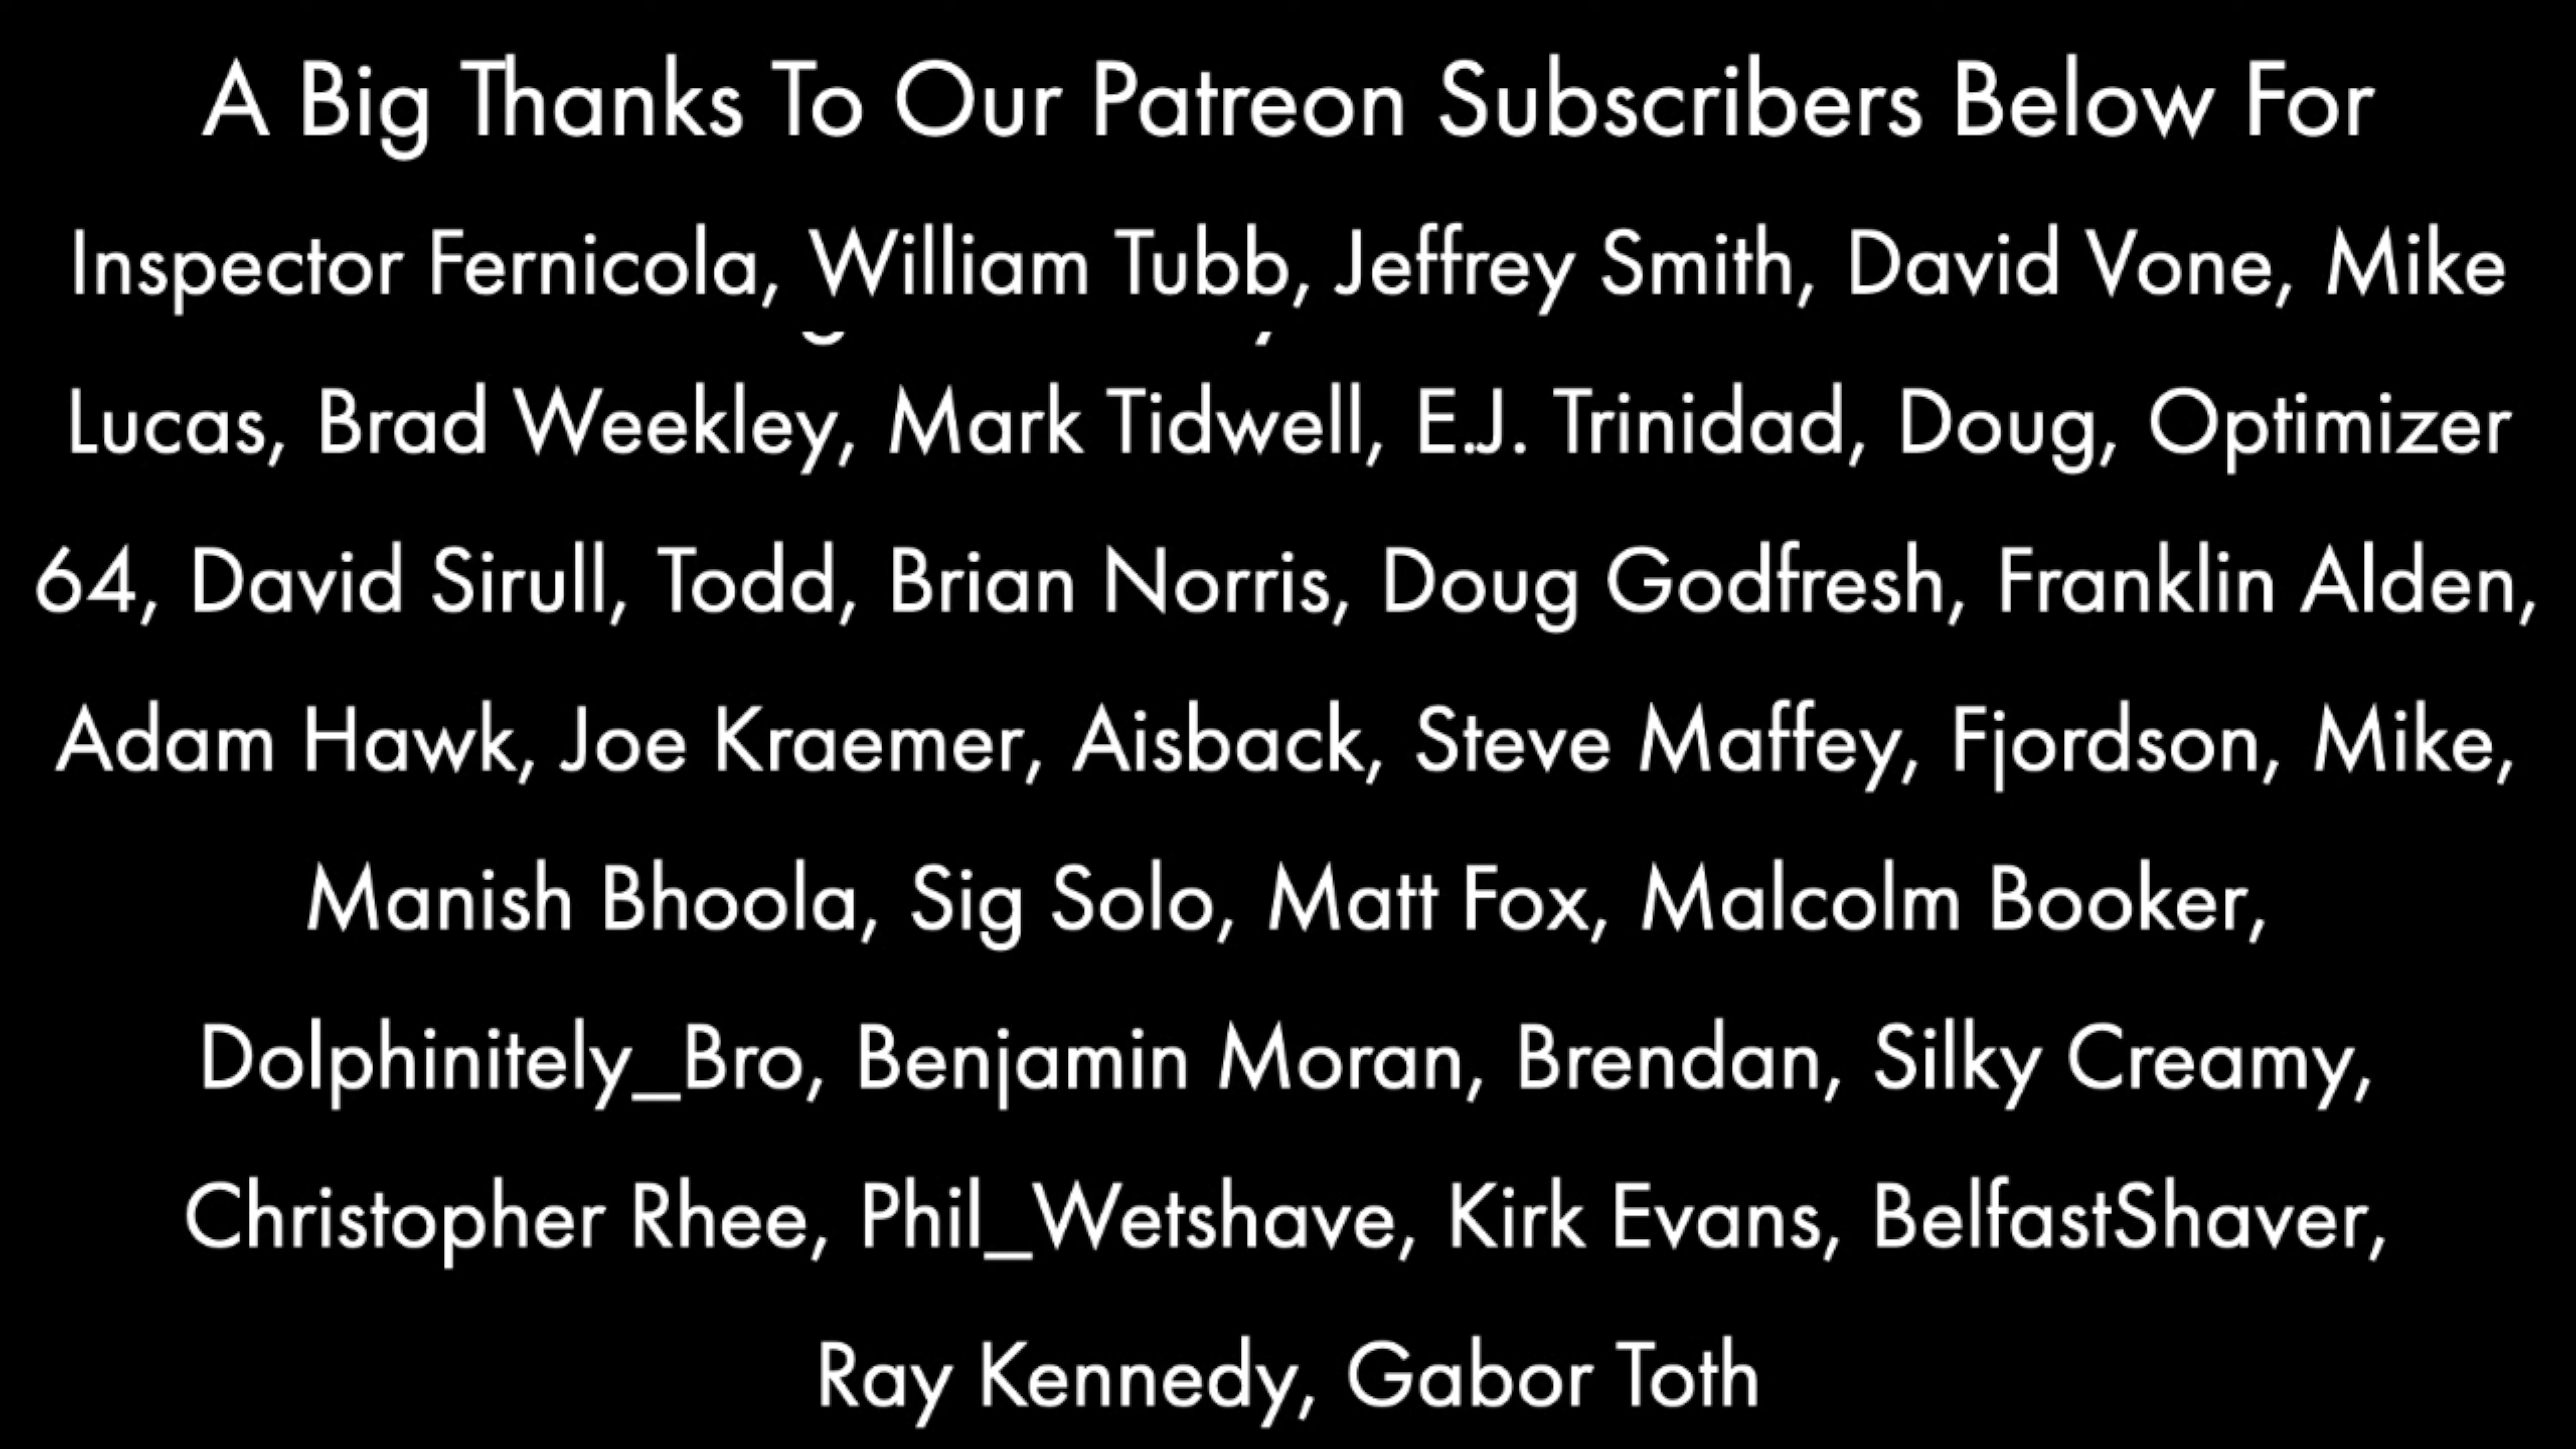 A Big Thanks To Our Patreon Subscribers Below For
Inspector Fernicola, William Tubb, Jeffrey Smith, David Vone, Mike
Lucas, Brad Weekley, Mark Tidwell, E.J. Trinidad, Doug, Optimizer
64, David Sirull, Todd, Brian Norris, Doug Godfresh, Franklin Alden,
Adam Hawk, Joe Kraemer, Aisback, Steve Maffey, Fjordson, Mike,
Manish Bhoola, Sig Solo, Matt Fox, Malcolm Booker,
Dolphinitely_Bro, Benjamin Moran, Brendan, Silky Creamy,
Christopher Rhee, Phil_Wetshave, Kirk Evans, BelfastShaver,
Ray Kennedy, Gabor Toth